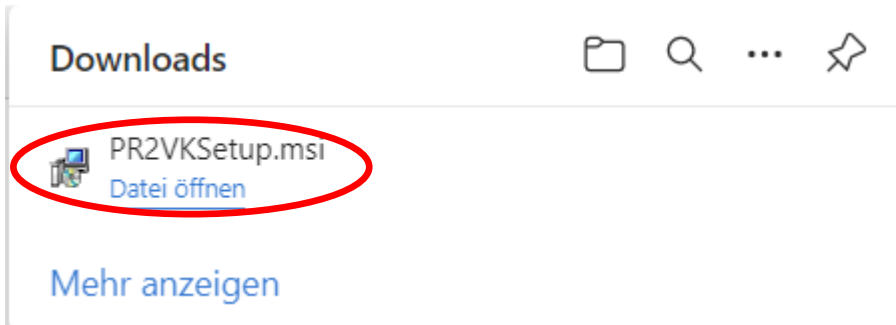 Downloads
PR2VKSetup.msi
Datei öffnen
Mehr anzeigen